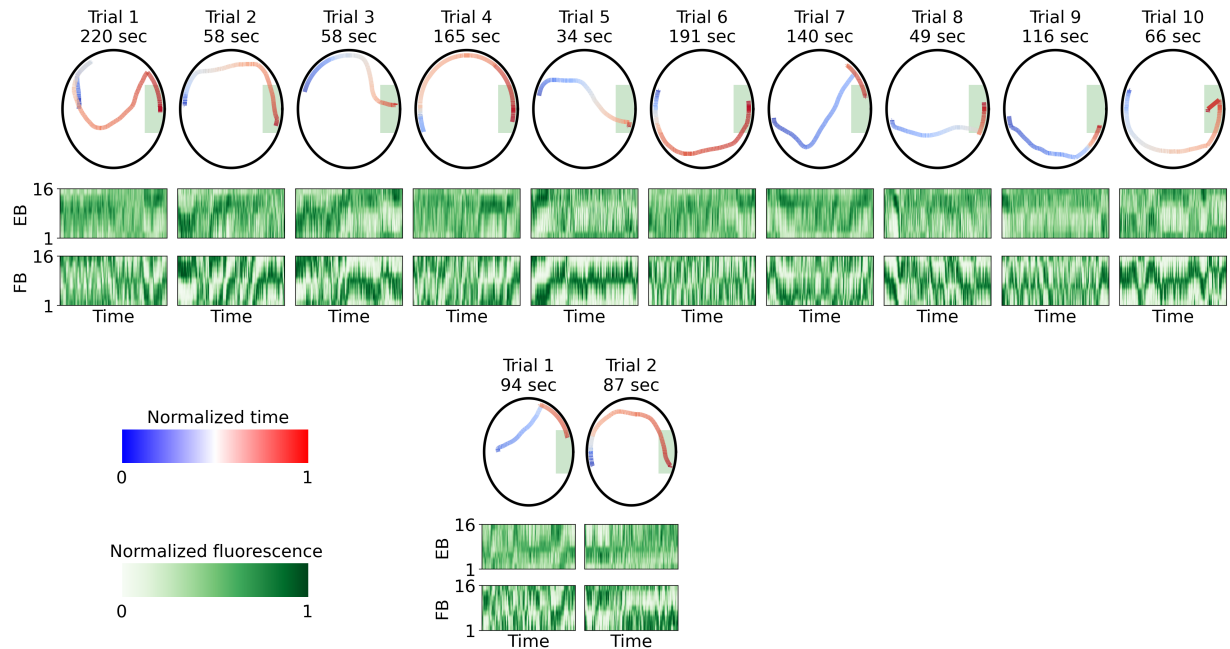 Trial 1 Trial 2 Trial 3 Trial 4 Trial 5 Trial 6 Trial 7 Trial 8 Trial 9 Trial 10
220 sec 58 sec 58 sec 165 sec 34 sec 191 sec 140 sec 49 sec 116 sec 66 sec
16
EB
1
16
FB
1
Time Time Time Time Time Time Time Time Time Time
Trial 1 Trial 2
94 sec 87 sec
Normalized time
0 1
16
EB
1
Normalized fluorescence
0 1
16
FB
1
Time Time